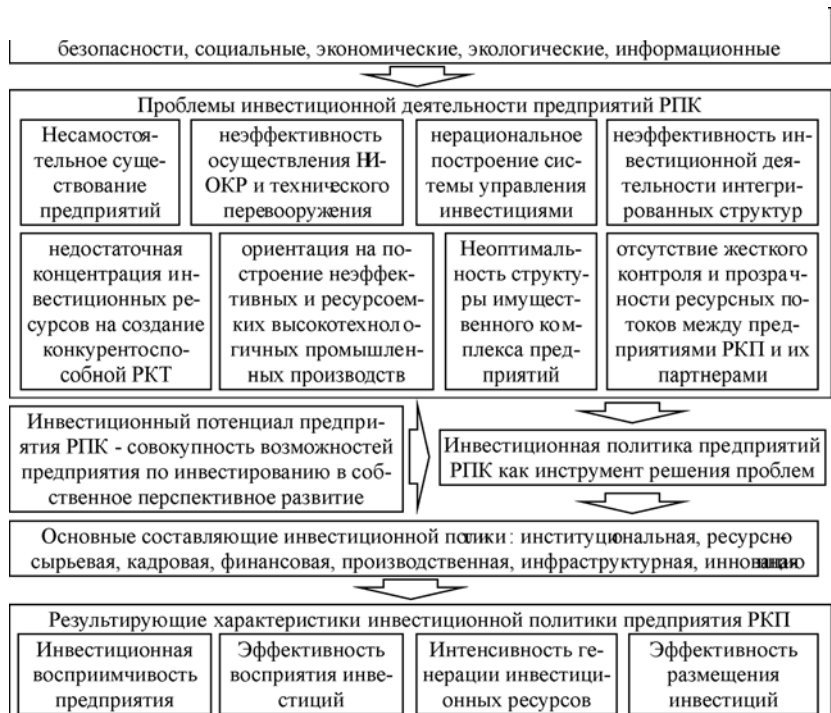 безопасности, социальные, экономические, экологические, информационные
Проблемы инвестиционной деятельности предприятий РПК
Несамостоя-
тельное суще-
ствование
предприятий
неэффективность
осуществления НИ-
ОКР и технического
перевооружения
нерациональное
построение сис-
темы управления
инвестициями
неэффективность ин-
вестиционной дея-
тельности интегри-
рованных структур
недостаточная
концентрация ин-
вестиционных ре-
сурсов на создание
конкурентоспо-
собной РКТ
ориентация на по-
строение неэффек-
тивных и ресурсоем-
ких высокотехноло-
гичных промышлен-
ных производств
Неоптималь-
ность структу-
ры имущест-
венного ком-
плекса пред-
приятий
отсутствие жесткого
контроля и прозрач-
ности ресурсных по-
токов между пред-
приятиями РКП и их
партнерами
Инвестиционный потенциал предпри-
ятия РПК - совокупность возможностей
предприятия по инвестированию в соб-
ственное перспективное развитие
Инвестиционная политика предприятий
РПК как инструмент решения проблем
Основные составляющие инвестиционной : институциональная, ресурсно-
сырьевая, кадровая, финансовая, производственная, инфраструктурная,
Результирующие характеристики инвестиционной политики предприятия РКП
Инвестиционная
восприимчивость
предприятия
Эффективность
восприятия инве-
стиций
Интенсивность ге-
нерации инвестици-
онных ресурсов
Эффективность
размещения
инвестиций